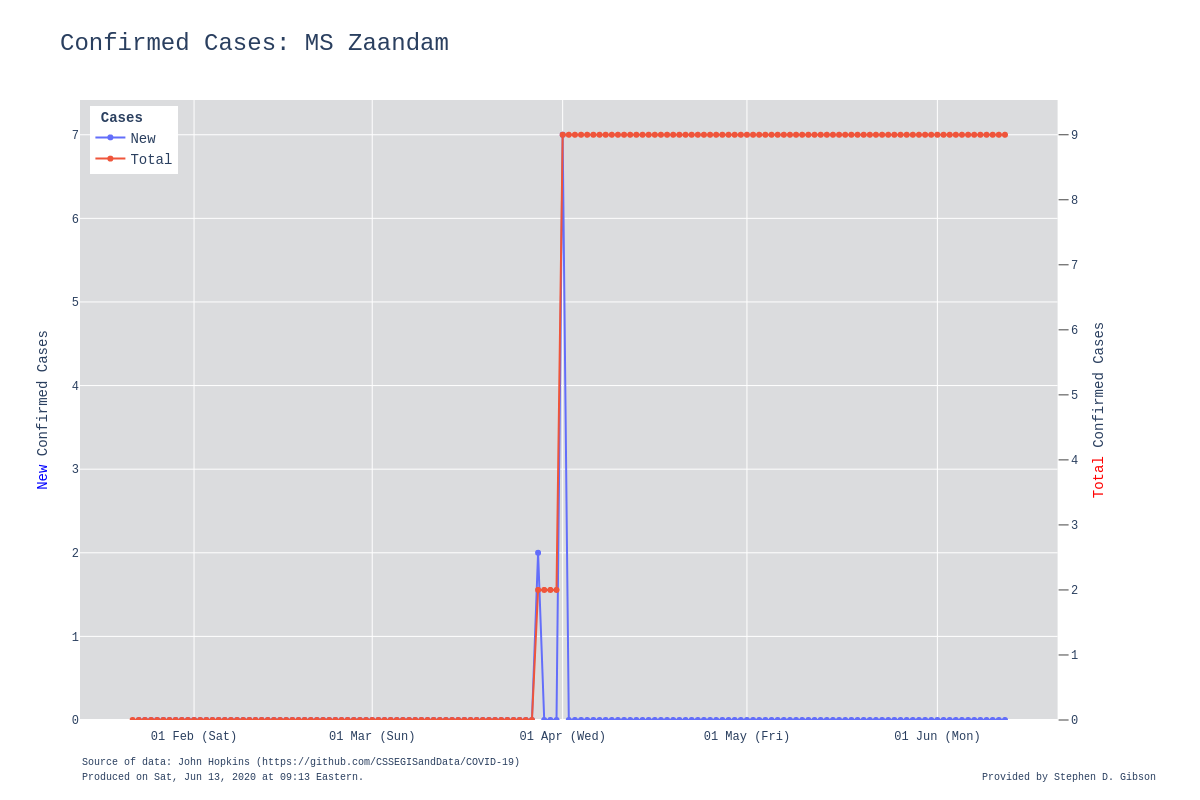 Confirmed Cases: MS Zaandam
Cases
New
Total
7
6
5
4
3
2
1
0
New Confirmed Cases
9
8
7
6
5
4
3
2
1
0
Total Confirmed Cases
01 Feb (Sat)
01 Mar (Sun)
01 Apr (Wed)
01 May (Fri)
01 Jun (Mon)
Source of data: John Hopkins (https://github.com/CSSEGISandData/COVID-19)
Produced on Sat, Jun 13, 2020 at 09:13 Eastern.
Provided by Stephen D. Gibson